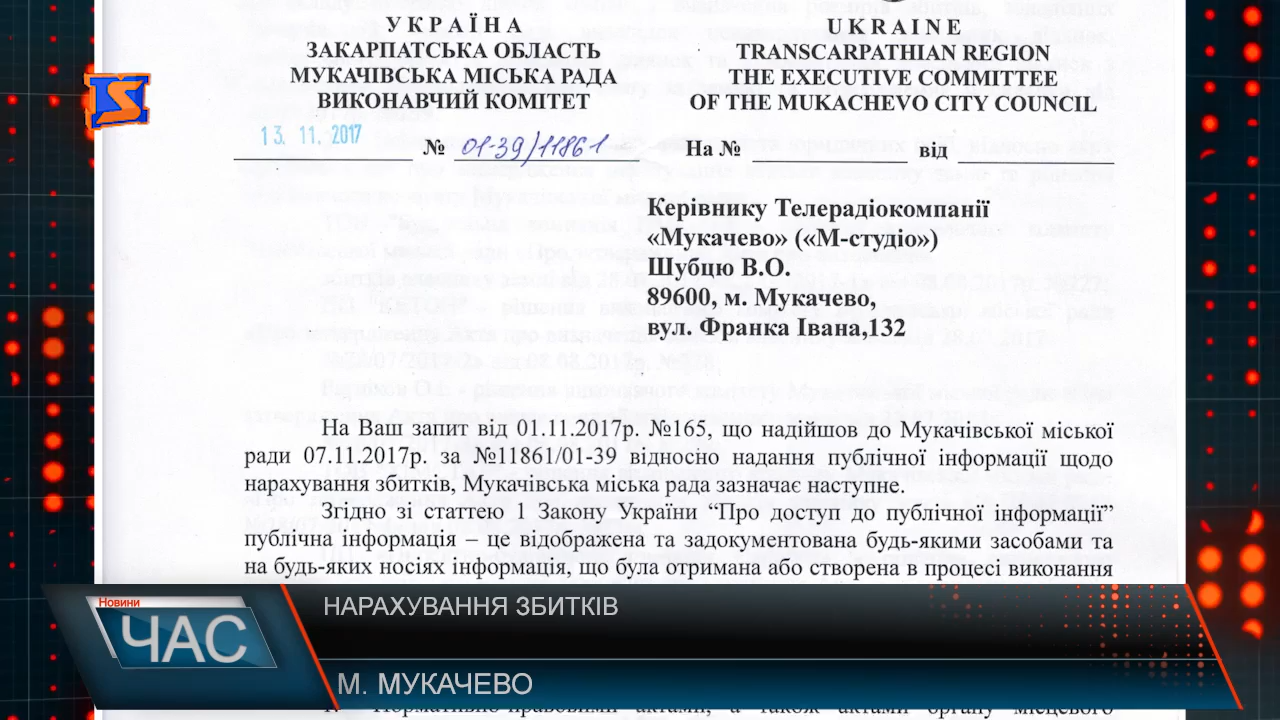 УКРАЇНА
ЗАКАРПАТСЬКА ОБЛАСТЬ
МУКАЧІВСЬКА МІСЬКА РАДА
ВИКОНАВЧИЙ КОМІТЕТ
UKRAINE
TRANSCARPATHIAN REGION
THE EXECUTIVE COMMITTEE
OF THE MUKACHEVO CITY COUNCIL
13. 11. 2017 № 01-39/11861 На № від
Керівнику Телерадіокомпанії
«Мукачево» («М-студіо»)
Шубцю В.О.
89600, м. Мукачево,
вул. Франка Івана,132
На Ваш запит від 01.11.2017р. №165, що надійшов до Мукачівської міської
ради 07.11.2017р. за №11861/01-39 відносно надання публічної інформації щодо
нарахування збитків, Мукачівська міська рада зазначає наступне.
Згідно зі статтею 1 Закону України “Про доступ до публічної інформації”
публічна інформація – це відображена та задокументована будь-якими засобами та
на будь-яких носіях інформація, що була отримана або створена в процесі виконання
Новини
ЧАС
НАРАХУВАННЯ ЗБИТКІВ
М. МУКАЧЕВО